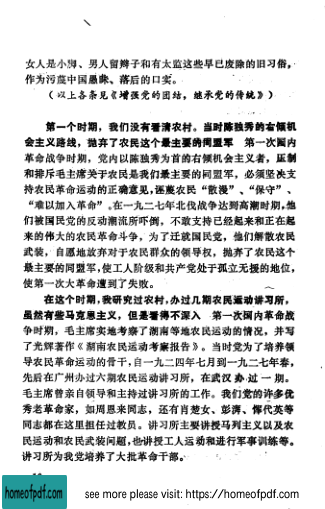 女人是小脚、男人留辫子和有太监这些早已废除的旧习俗，
作为污蔑中国愚昧、落后的口实。
（以上各条见《增强党的团结，继承党的传统》）
第一个时期，我们没有看清农村。当时陈独秀的右倾机
会主义路线，抛弃了农民这个最主要的同盟军 第一次国内
革命战争时期，党内以陈独秀为首的右倾机会主义者，压制
和排斥毛主席关于农民是我们最主要的同盟军，必须坚决支
持农民革命运动的正确意见，诬蔑农民“散漫”、“保守”、
“难以加入革命”。在一九二七年北伐战争达到高潮时期，他
们被国民党的反动潮流所吓倒，不敢支持已经起来和正在起
来的伟大的农民革命斗争，为了迁就国民党，他们解散农民
武装，自愿地放弃对于农民群众的领导权，抛弃了农民这个
最主要的同盟军，使工人阶级和共产党处于孤立无援的地位，
使第一次大革命遭到了失败。
在这个时期，我研究过农村，办过几期农民运动讲习所，
虽然有些马克思主义，但是看得不深入 第一次国内革命战
争时期，毛主席实地考察了湖南等地农民运动的情况，并写
了光辉著作《湖南农民运动考察报告》。当时党为了培养领
导农民革命运动的骨干，自一九二四年七月到一九二七年春，
先后在广州办过六期农民运动讲习所，在武汉办过一期。
毛主席曾亲自领导和主持过讲习所的工作。我们党的许多优
秀老革命家，如周恩来同志，还有肖楚女、彭湃、恽代英等
同志都在这里担任过教员。讲习所主要讲授马列主义以及农
民运动和农民武装问题，也讲授工人运动和进行军事训练等。
讲习所为我党培养了大批革命干部。
homeofpdf.com
see more please visit: https://homeofpdf.com